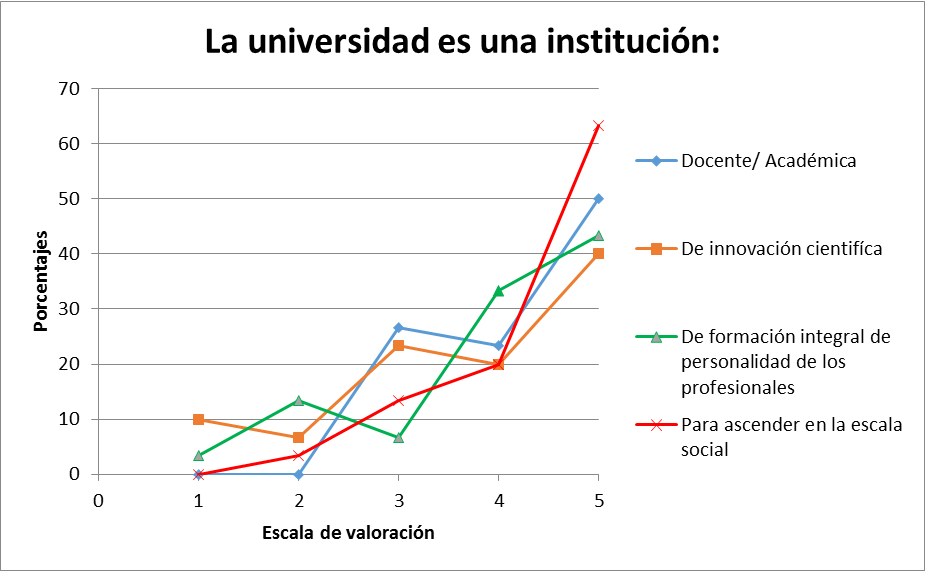 La universidad es una institución:
70
60
50
40
30
20
10
0
Porcentajes
0 1 2 3 4 5
Escala de valoración
Docente/ Académica
De innovación cientifíca
De formación integral de
personalidad de los
profesionales
Para ascender en la escala
social